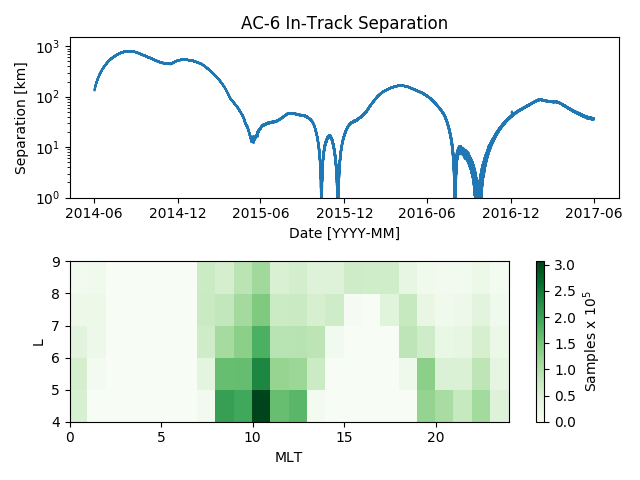 AC-6 In-Track Separation
10³
10²
10¹
10⁰
Separation [km]
2014-06 2014-12 2015-06 2015-12 2016-06 2016-12 2017-06
Date [YYYY-MM]
9
8
7
6
5
4
L
0 5 10 15 20
MLT
3.0
2.5
2.0
1.5
1.0
0.5
0.0
Samples x 10⁵